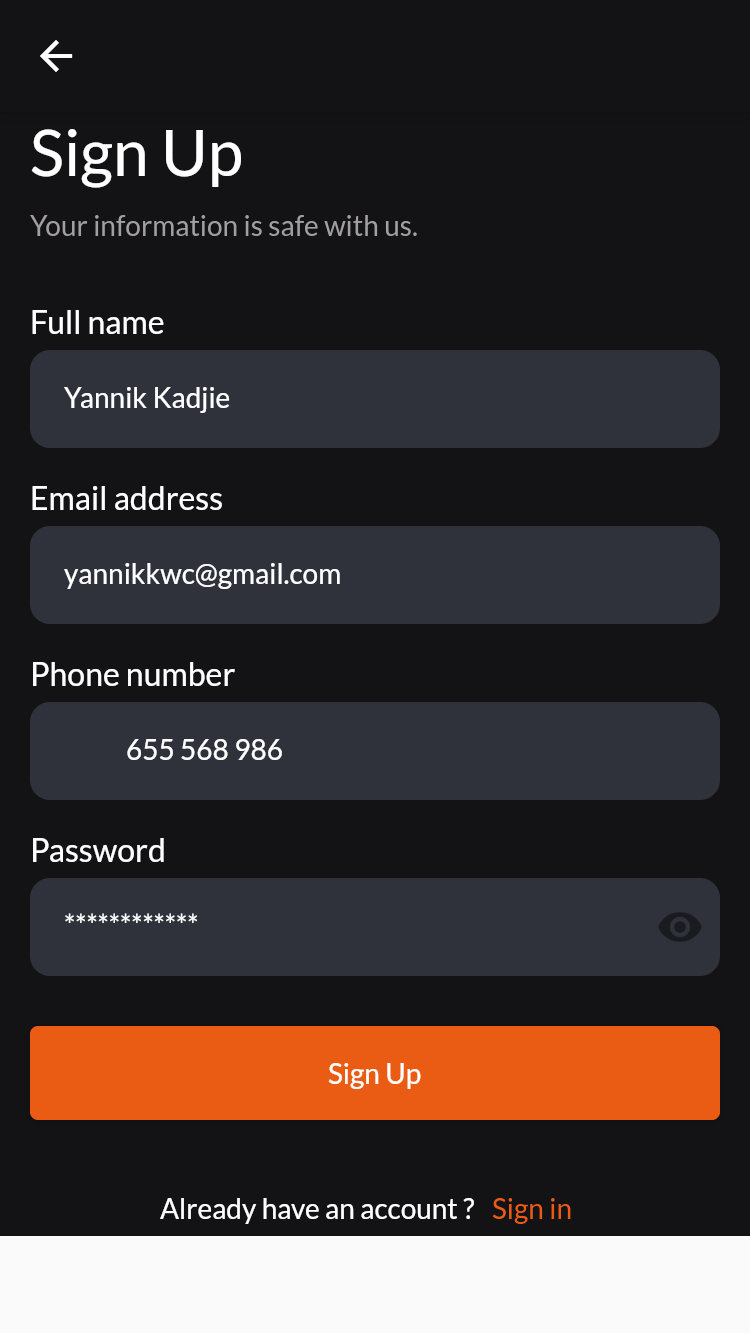 Sign Up
Your information is safe with us.
Full name
Yannik Kadjie
Email address
yannikkwc@gmail.com
Phone number
655 568 986
Password
************
Sign Up
Already have an account ? Sign in